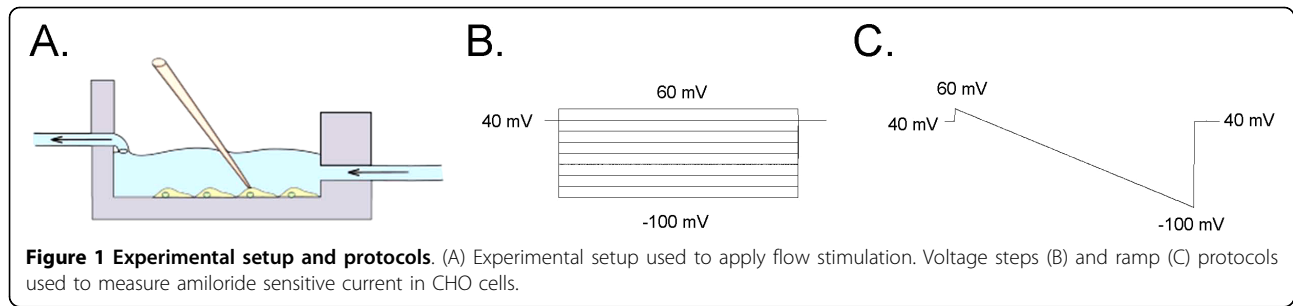 A.
B.
C.
60 mV
40 mV
-100 mV
60 mV
40 mV
40 mV
-100 mV
Figure 1 Experimental setup and protocols. (A) Experimental setup used to apply flow stimulation. Voltage steps (B) and ramp (C) protocols
used to measure amiloride sensitive current in CHO cells.